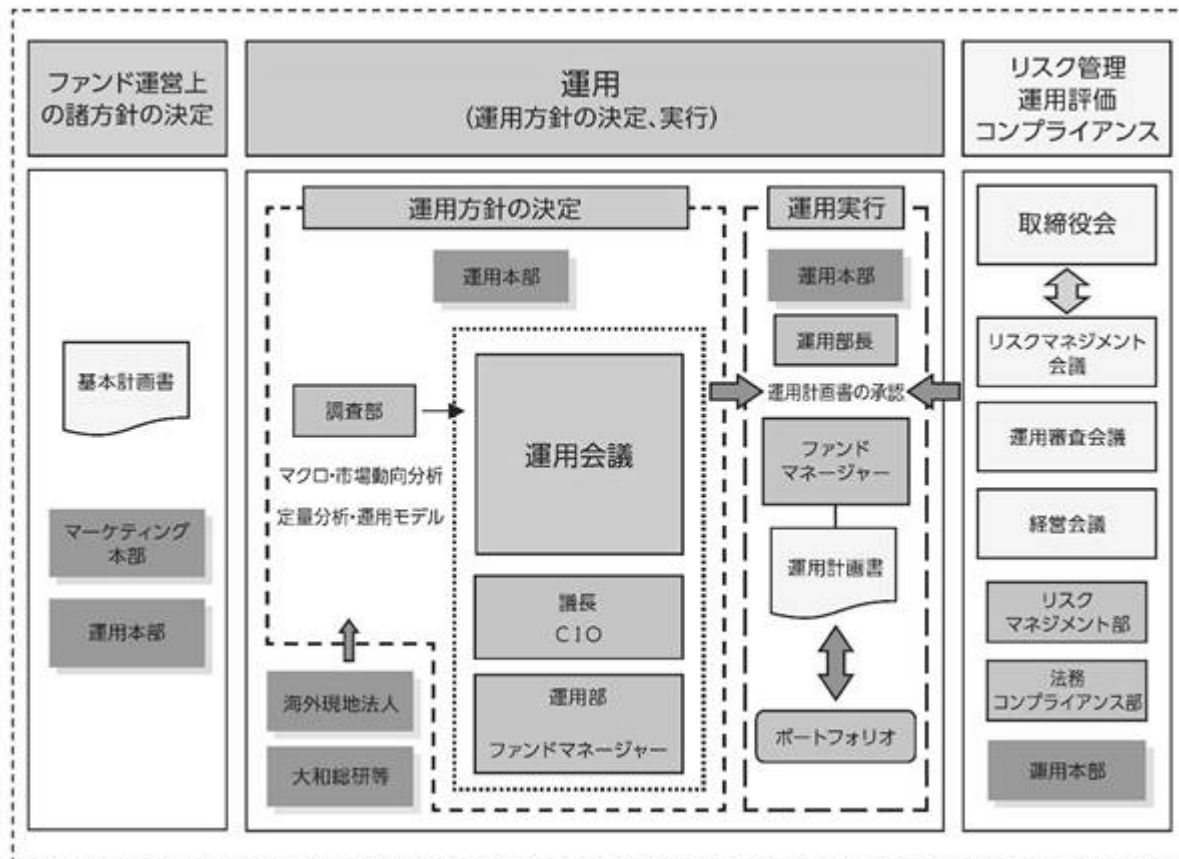 ファンド運営上
の諸方針の決定
運用
(運用方針の決定、実行)
リスク管理
運用評価
コンプライアンス
基本計画書
マーケティング
本部
運用本部
運用方針の決定
運用本部
調査部
マクロ・市場動向分析
定量分析・運用モデル
運用会議
議長
CIO
運用部
ファンドマネージャー
海外現地法人
大和総研等
運用実行
運用本部
運用部長
運用計画書の承認
ファンド
マネージャー
運用計画書
ポートフォリオ
取締役会
リスクマネジメント
会議
運用審査会議
経営会議
リスク
マネジメント部
法務
コンプライアンス部
運用本部